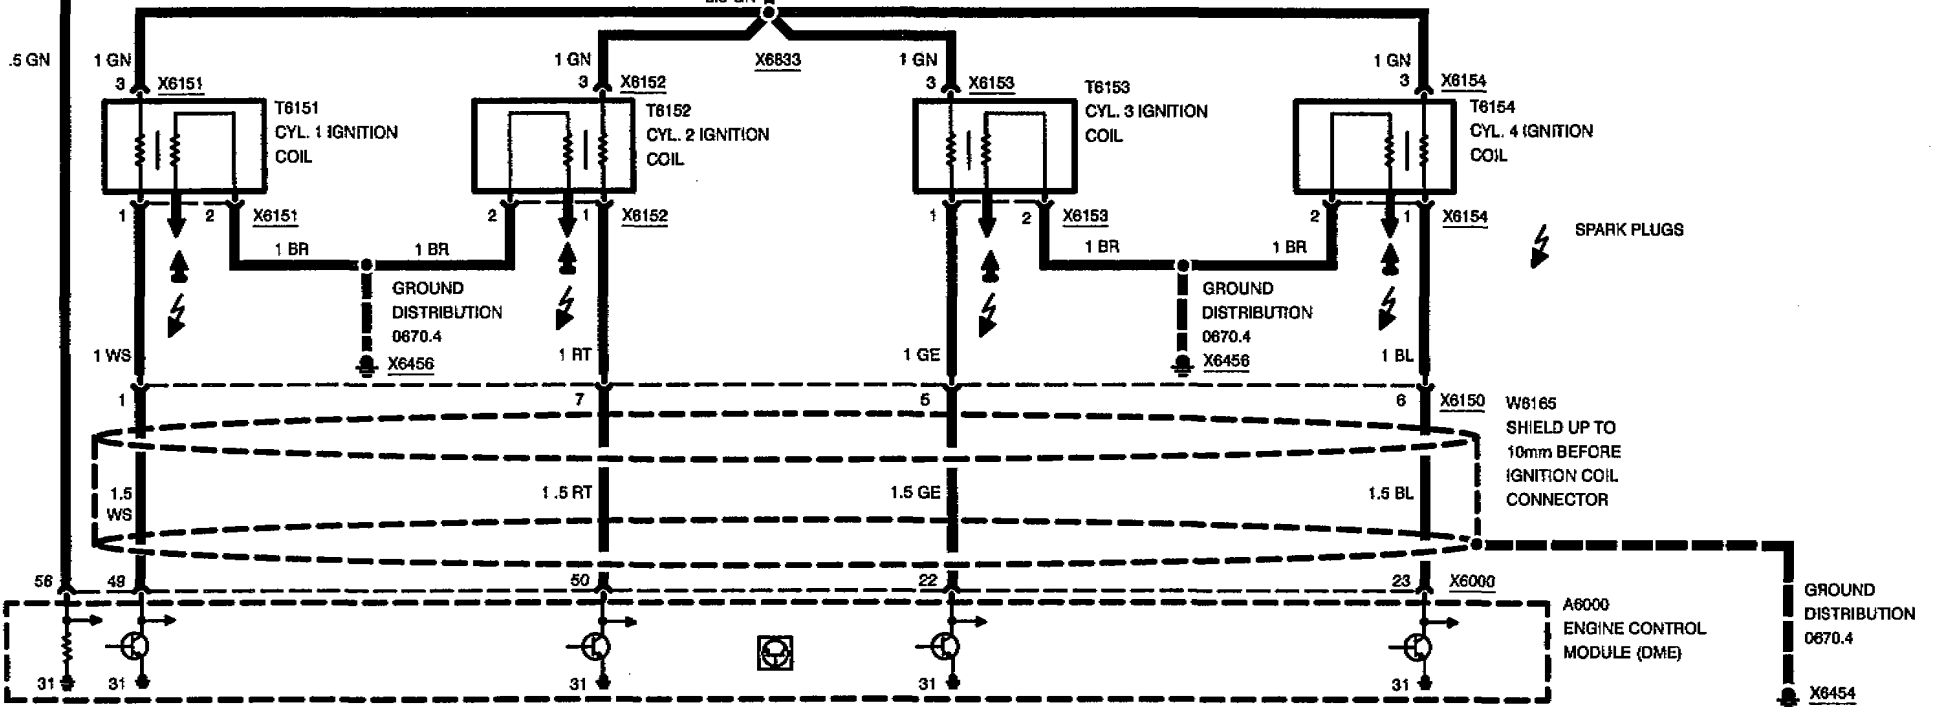 .5 GN
1 GN
1 GN
X6833
1 GN
1 GN
3
X6151
3
X6152
3
X6153
3
X6154
T6151
CYL. 1 IGNITION
COIL
T6152
CYL. 2 IGNITION
COIL
T6153
CYL. 3 IGNITION
COIL
T6154
CYL. 4 IGNITION
COIL
1
2
X6151
2
1
X6152
1
2
X6153
2
1
X6154
SPARK PLUGS
1 BR
1 BR
1 BR
1 BR
GROUND
DISTRIBUTION
0670.4
X6456
GROUND
DISTRIBUTION
0670.4
X6456
1 WS
1 RT
1 GE
1 BL
1
7
5
6
X6150
W6165
SHIELD UP TO
10mm BEFORE
IGNITION COIL
CONNECTOR
1.5
WS
1.5 RT
1.5 GE
1.5 BL
56
49
50
22
23
X6000
A6000
ENGINE CONTROL
MODULE (DME)
GROUND
DISTRIBUTION
0670.4
X6454
31
31
31
31
31